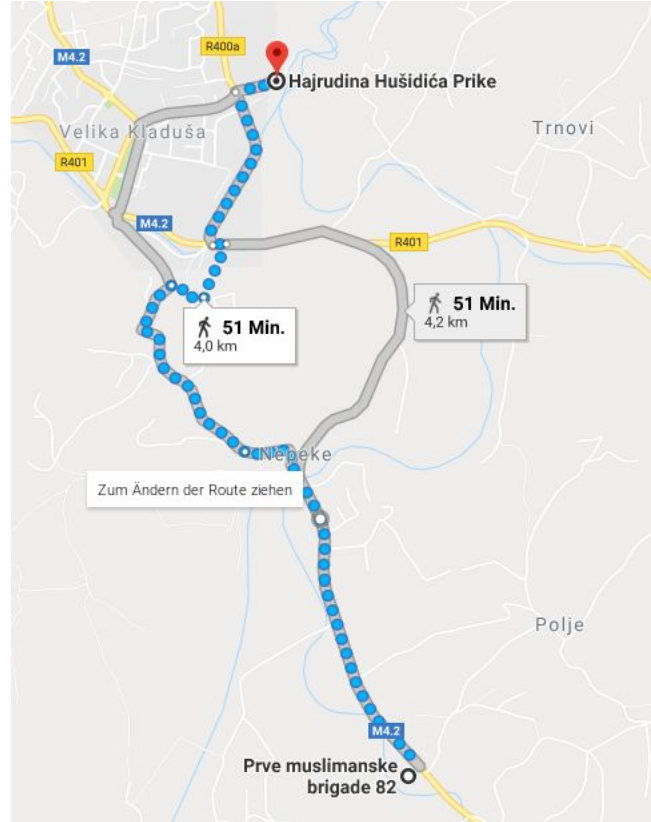 R400a
M4.2
Hajrudina Hušidića Prike
Velika Kladuša
Trnovi
R401
M4.2
R401
51 Min.
4,2 km
51 Min.
4,0 km
Nepeke
Zum Ändern der Route ziehen
Polje
M4.2
Prve muslimanske
brigade 82